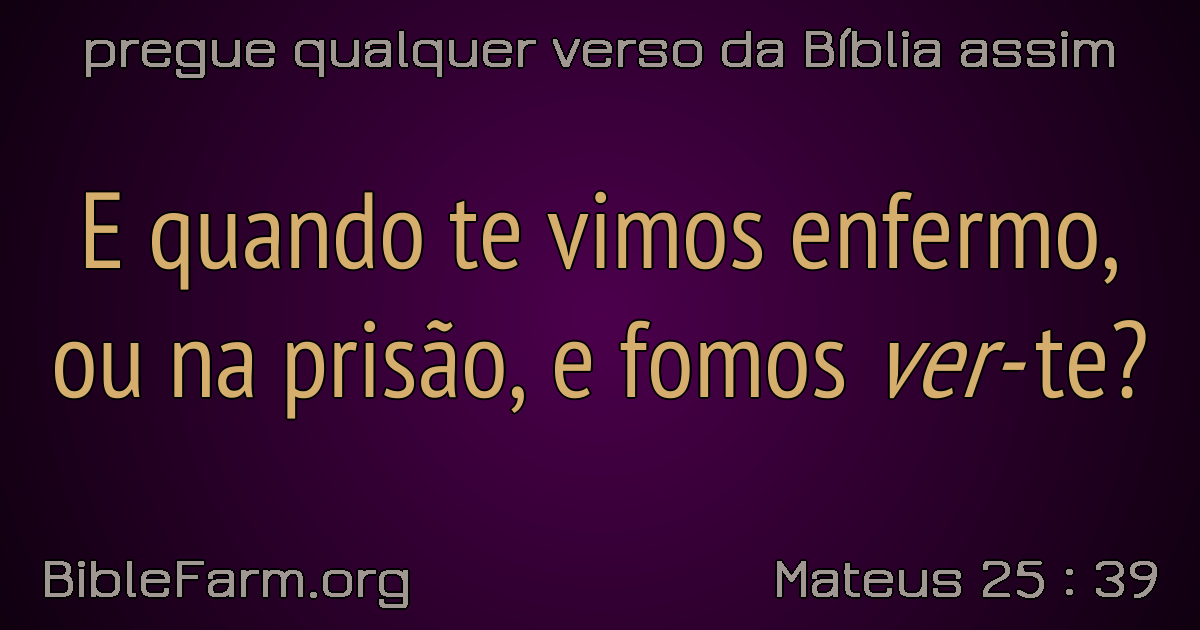 pregue qualquer verso da Bíblia assim
E quando te vimos enfermo,
ou na prisão, e fomos ver-te?
BibleFarm.org
Mateus 25 : 39